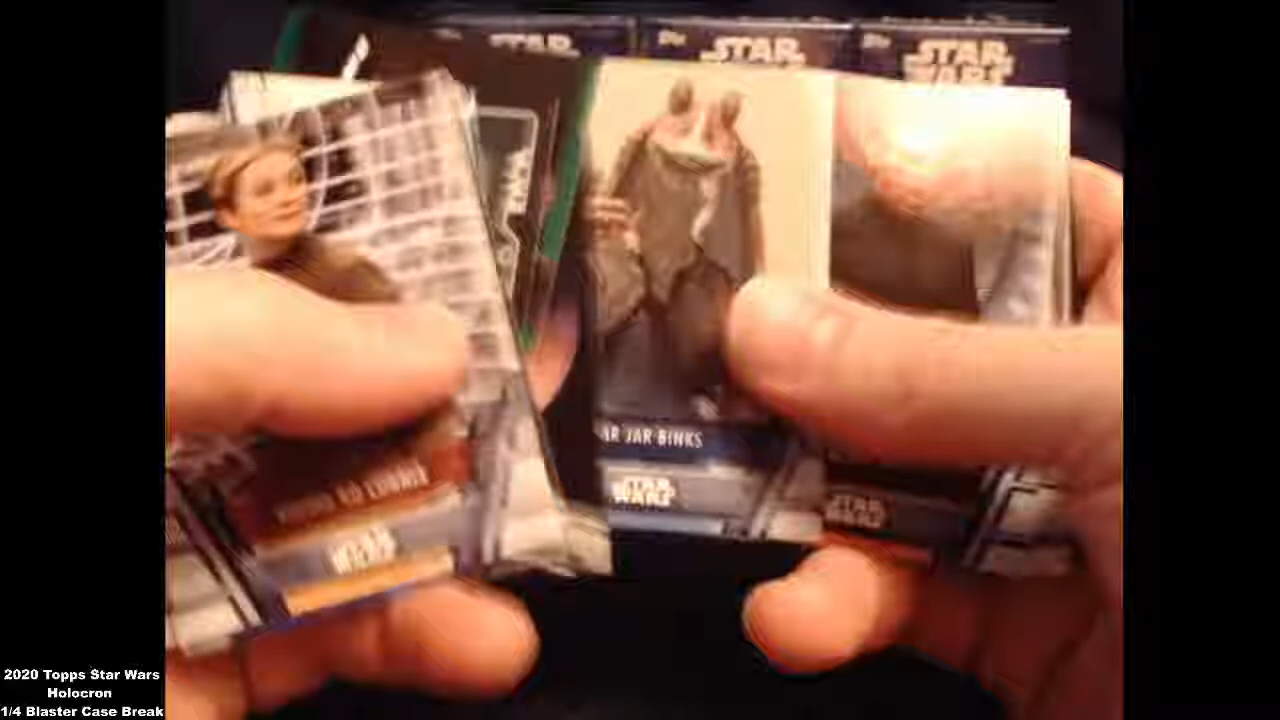 STAR
STAR
STAR
WARS
AR JAR BINKS
STAR
WARS
STAR
WARS
2020 Topps Star Wars
Holocron
1/4 Blaster Case Break